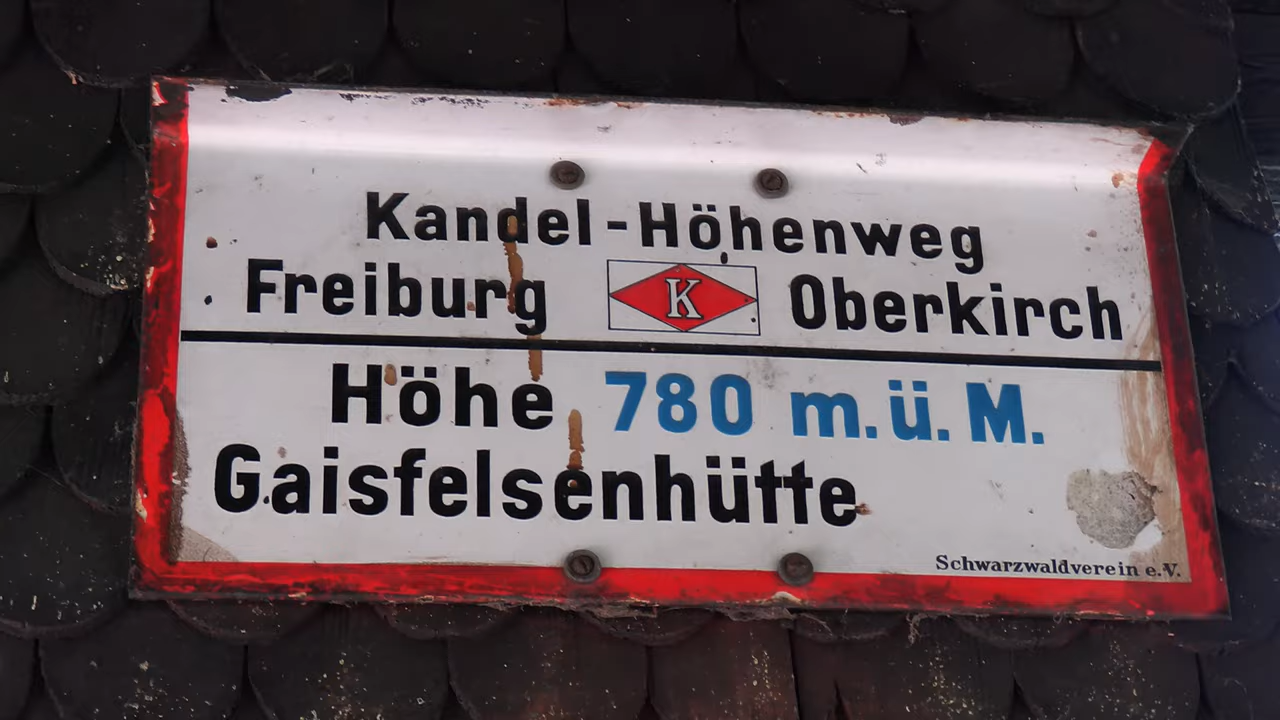 Kandel-Höhenweg
Freiburg K Oberkirch
Höhe 780 m.ü.M.
Gaisfelsenhütte
Schwarzwaldverein e.V.